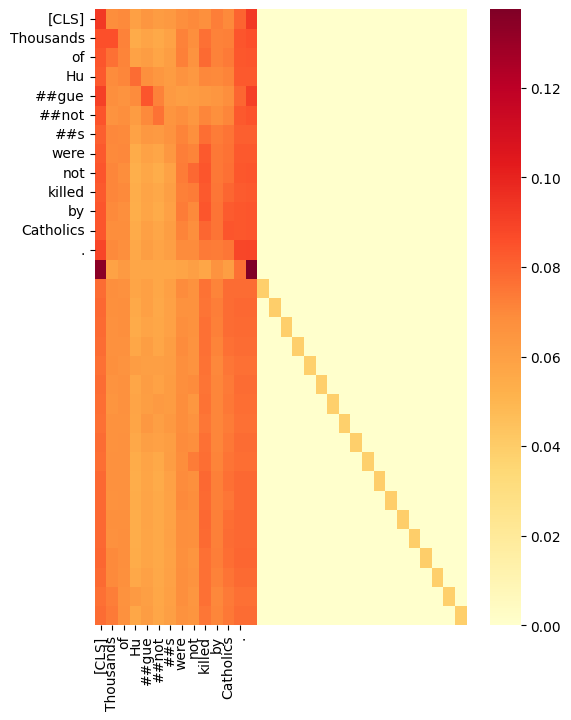 [CLS]
Thousands
of
Hu
##gue
##not
##s
were
not
killed
by
Catholics
.
0.12
0.10
0.08
0.06
0.04
0.02
0.00
[CLS]
Thousands
of
Hu
##gue
##not
##s
were
not
killed
by
Catholics
.